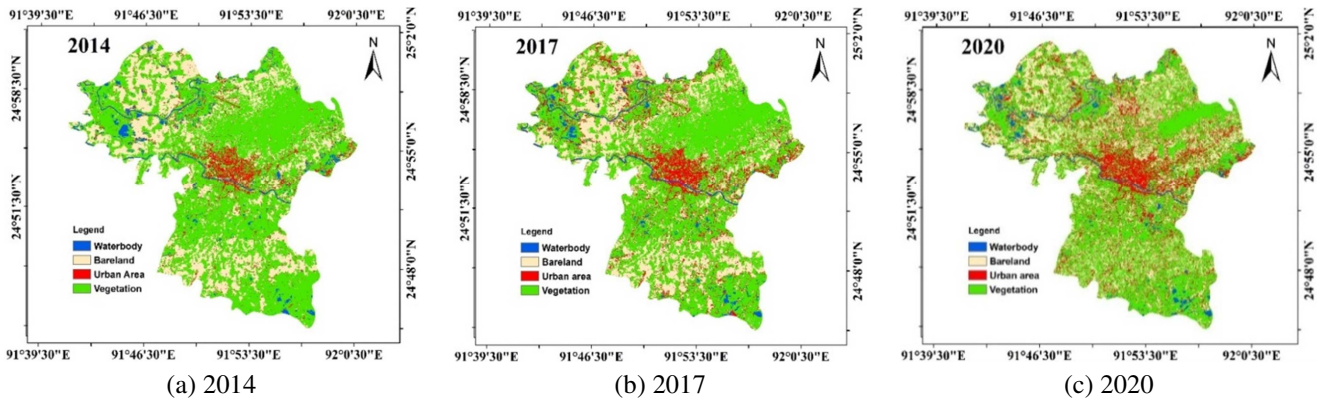 91°39'30"E 91°46'30"E 91°53'30"E 92°0'30"E
2014
N
25°2'0"N
24°58'30"N
24°55'0"N
24°51'30"N
24°48'0"N
Legend
Waterbody
Bareland
Urban Area
Vegetation
91°39'30"E 91°46'30"E 91°53'30"E 92°0'30"E
(a) 2014
91°39'30"E 91°46'30"E 91°53'30"E 92°0'30"E
2017
N
25°2'0"N
24°58'30"N
24°55'0"N
24°51'30"N
24°48'0"N
Legend
Waterbody
Bareland
Urban area
Vegetation
91°39'30"E 91°46'30"E 91°53'30"E 92°0'30"E
(b) 2017
91°39'30"E 91°46'30"E 91°53'30"E 92°0'30"E
2020
N
25°2'0"N
24°58'30"N
24°55'0"N
24°51'30"N
24°48'0"N
Legend
Waterbody
Bareland
Urban area
Vegetation
91°39'30"E 91°46'30"E 91°53'30"E 92°0'30"E
(c) 2020